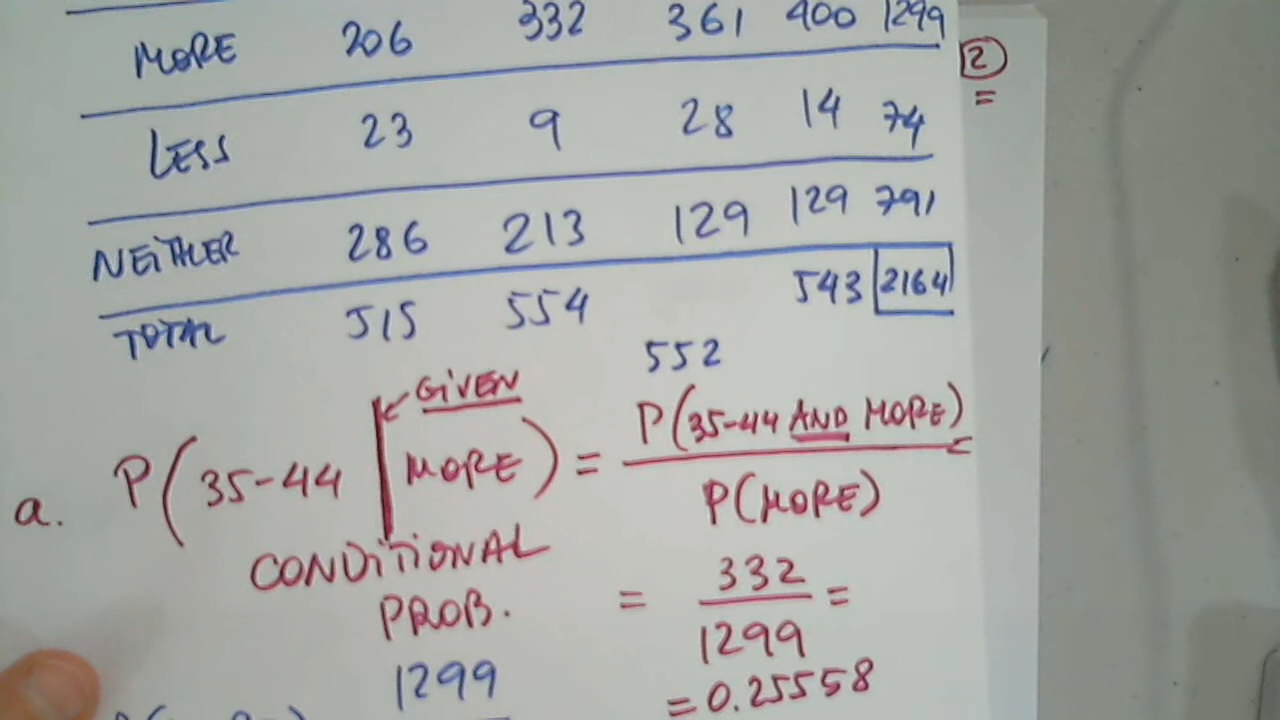 MORE 206 332 361 400 1299
2
LESS 23 9 28 14 74
NEITHER 286 213 129 129 791
TOTAL 515 554 552 543 2164
GIVEN
a. P(35-44 | MORE) = P(35-44 AND MORE)
P(MORE)
CONDITIONAL
PROB.
= 332 =
1299
1299
= 0.25558